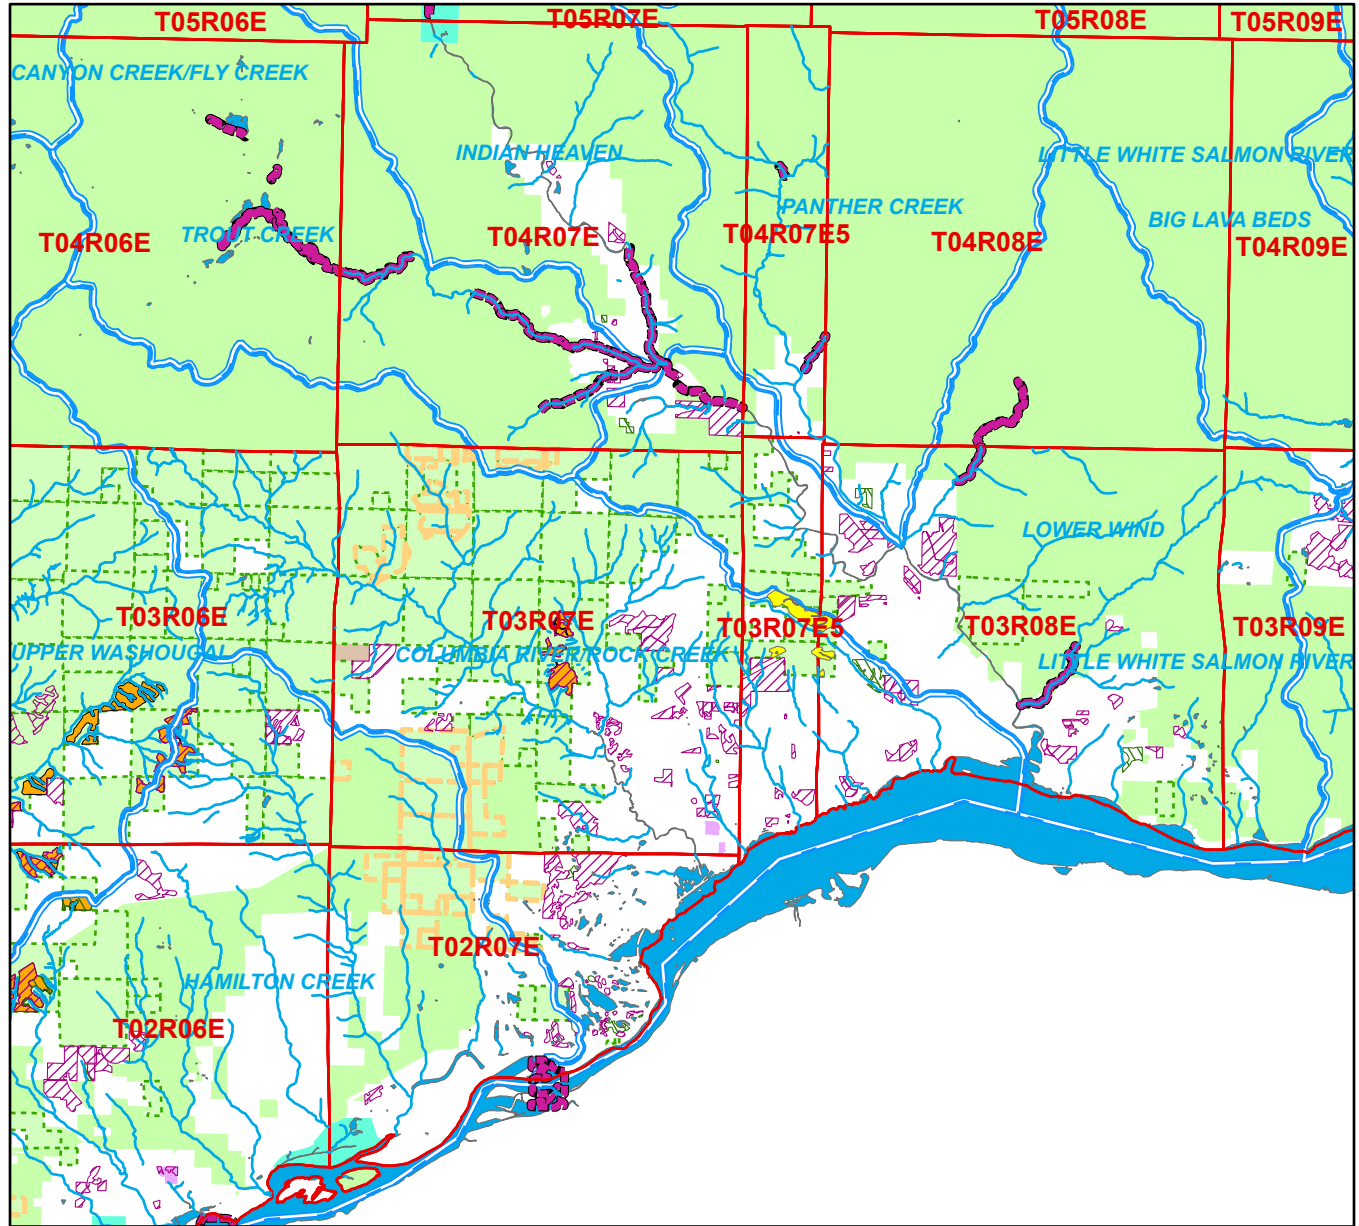 T05R06E
T05R07E
T05R08E
T05R09E
CANYON CREEK/FLY CREEK
INDIAN HEAVEN
LITTLE WHITE SALMON RIVER
PANTHER CREEK
BIG LAVA BEDS
TROUT CREEK
T04R06E
T04R07E
T04R07E5
T04R08E
T04R09E
LOWER WIND
T03R06E
T03R07E
T03R07E5
T03R08E
T03R09E
UPPER WASHOUGAL
COLUMBIA RIVER/ROCK CREEK
LITTLE WHITE SALMON RIVER
T02R07E
HAMILTON CREEK
T02R06E